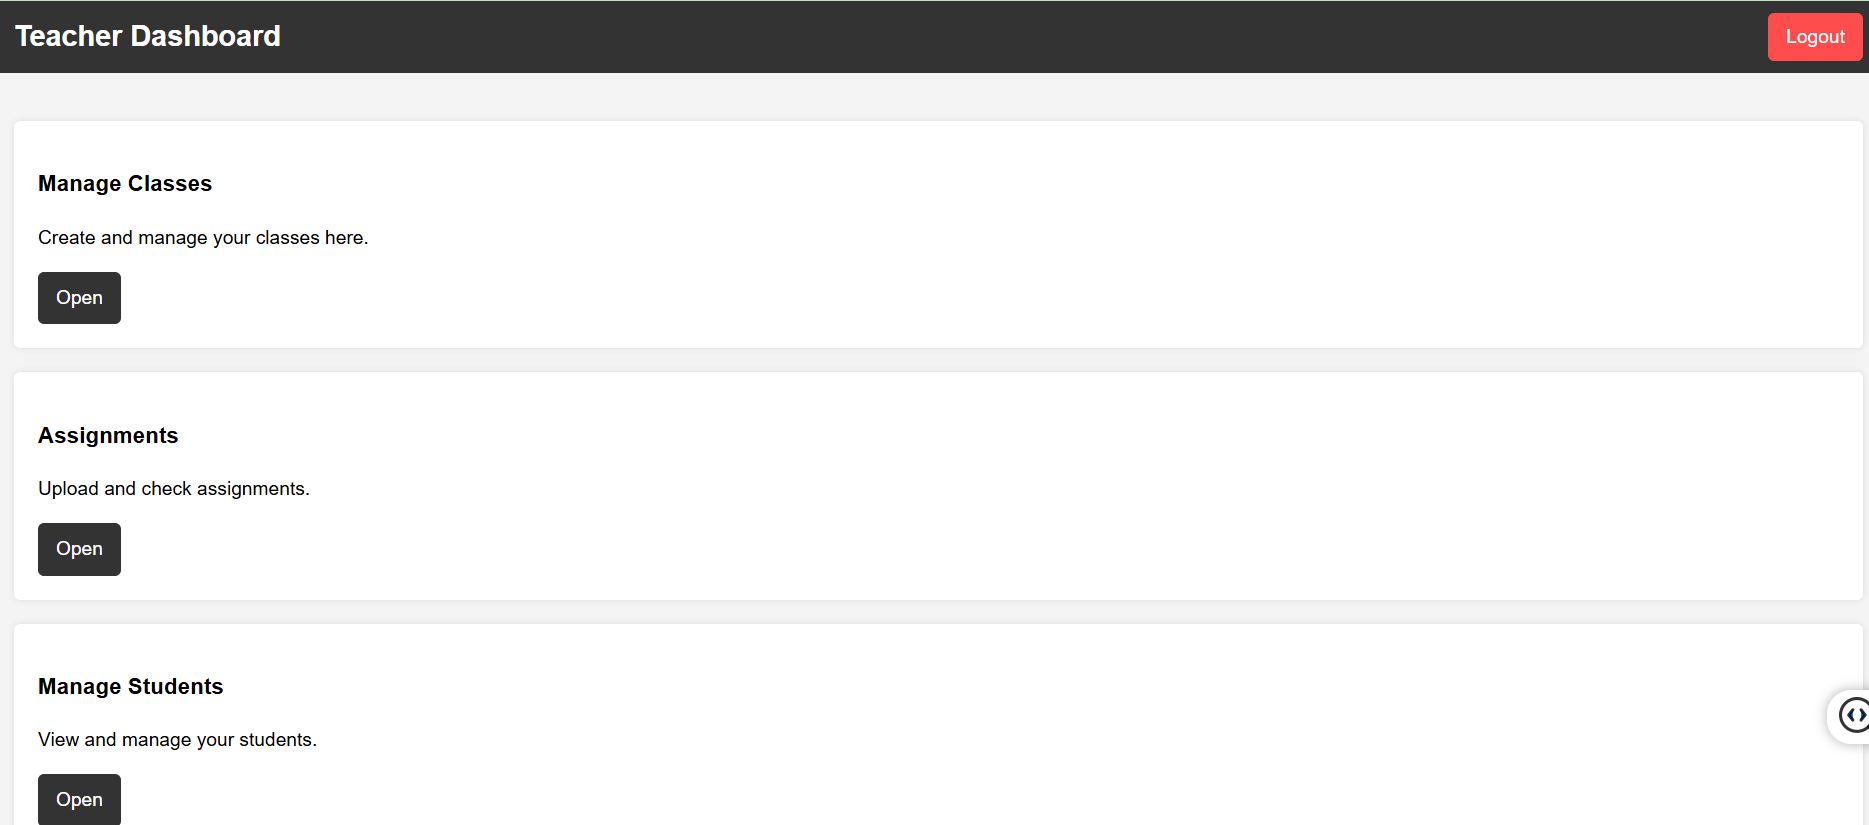 Teacher Dashboard
Logout
Manage Classes
Create and manage your classes here.
Open
Assignments
Upload and check assignments.
Open
Manage Students
View and manage your students.
Open